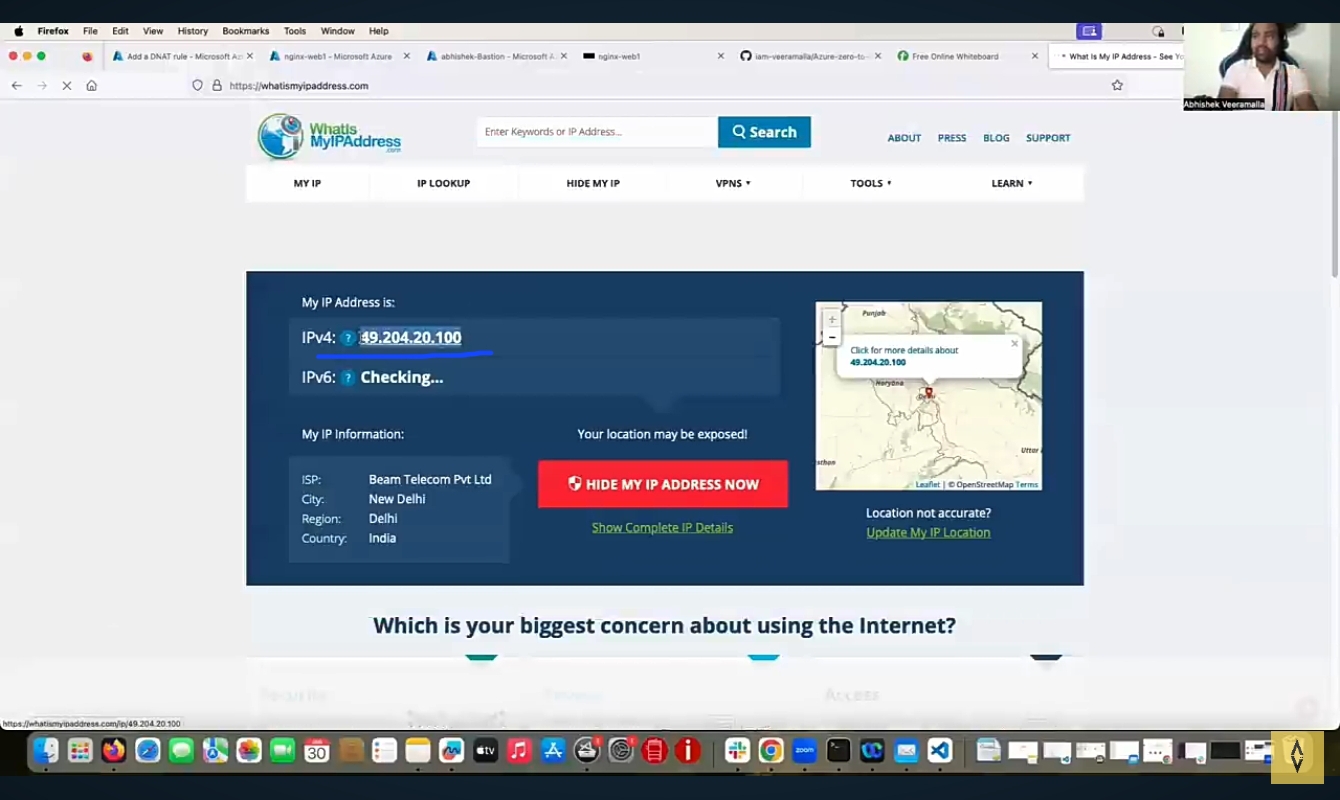 Firefox File Edit View History Bookmarks Tools Window Help
Add a DNAT rule - Microsoft Az
nginx-web1 - Microsoft Azure
abhishek-Bastion - Microsoft A
nginx-web1
iam-veeramalla/Azure-zero-to-
Free Online Whiteboard
What Is My IP Address - See Yo
https://whatismyipaddress.com
Abhishek Veeramalla
WhatIs
MyIPAddress
.com
Enter Keywords or IP Address...
Search
ABOUT PRESS BLOG SUPPORT
MY IP IP LOOKUP HIDE MY IP VPNS TOOLS LEARN
My IP Address is:
IPv4: ? 49.204.20.100
IPv6: ? Checking...
My IP Information:
ISP: Beam Telecom Pvt Ltd
City: New Delhi
Region: Delhi
Country: India
Your location may be exposed!
HIDE MY IP ADDRESS NOW
Show Complete IP Details
Punjab
+
-
Click for more details about
49.204.20.100
Haryana
Delhi
Uttar
sthan
Leaflet | © OpenStreetMap Terms
Location not accurate?
Update My IP Location
Which is your biggest concern about using the Internet?
Security
Access
https://whatismyipaddress.com/ip/49.204.20.100
30
tv
zoom